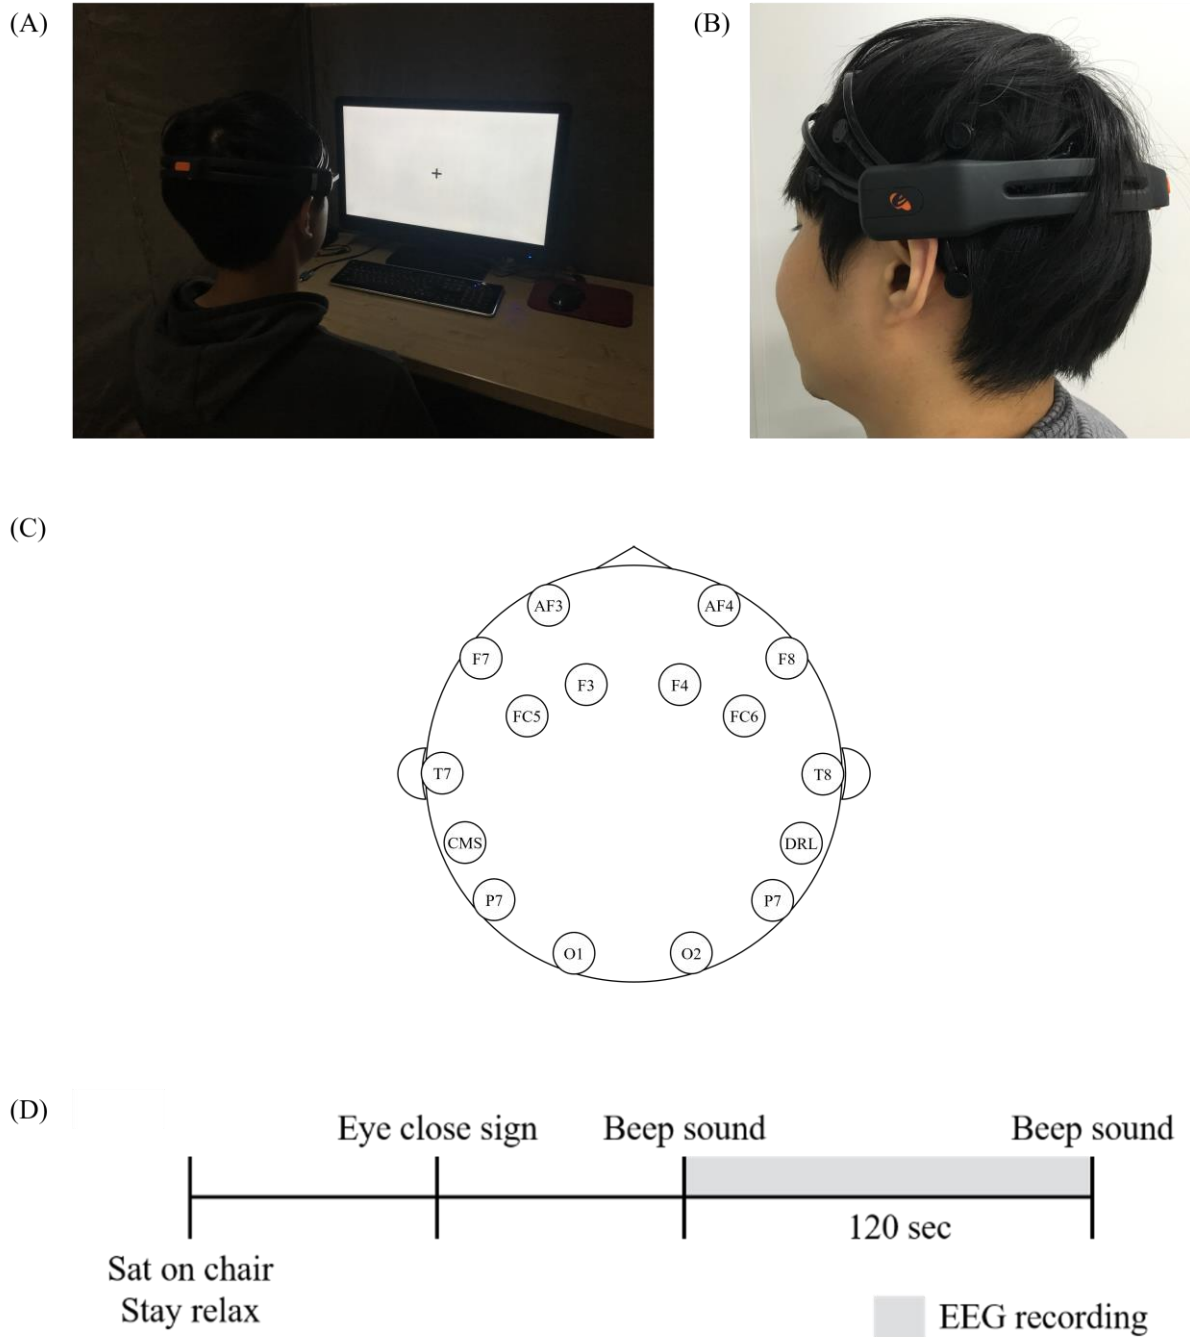 (A)
(B)
(C)
AF3 AF4
F7 F8
F3 F4
FC5 FC6
T7 T8
CMS DRL
P7 P7
O1 O2
(D)
Eye close sign Beep sound Beep sound
120 sec
Sat on chair
Stay relax
EEG recording